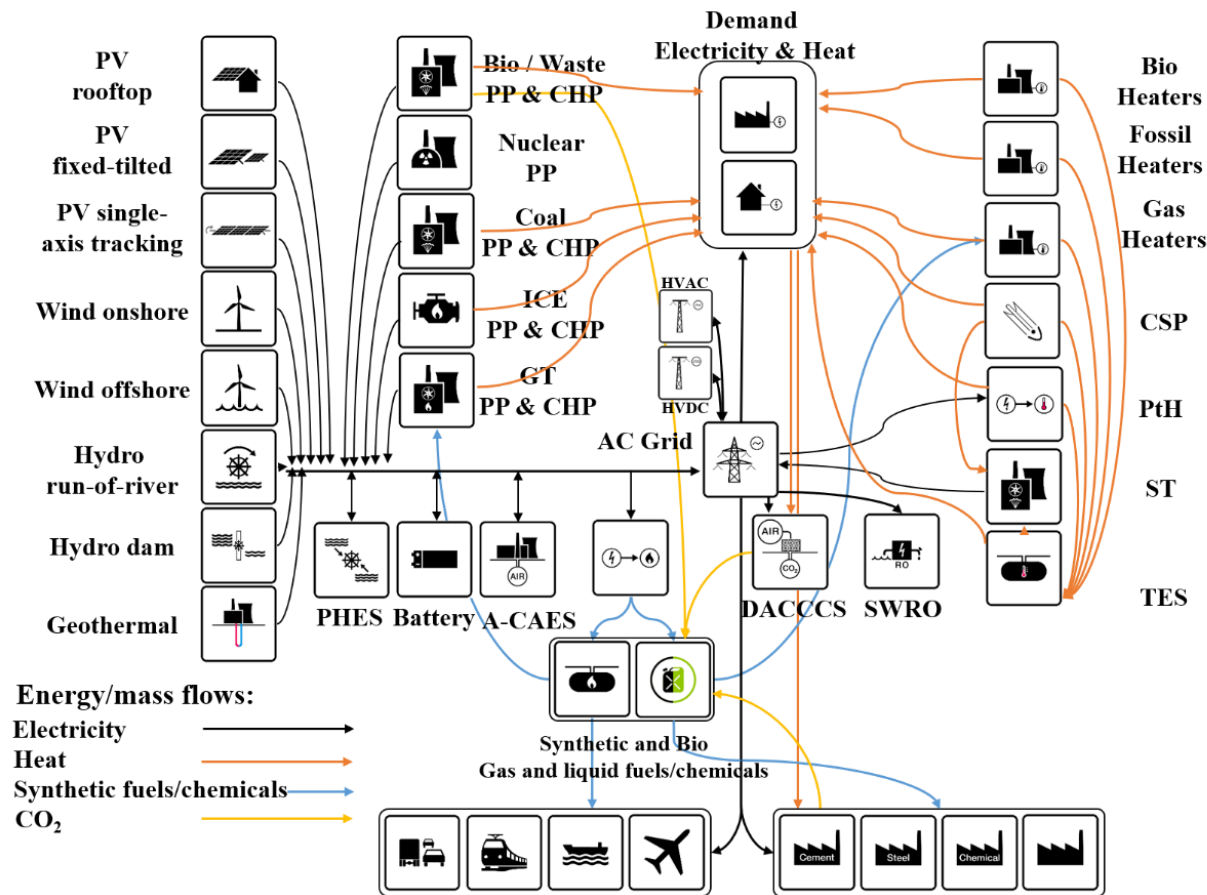 PV
rooftop
PV
fixed-tilted
PV single-
axis tracking
Wind onshore
Wind offshore
Hydro
run-of-river
Hydro dam
Geothermal
Bio / Waste
PP & CHP
Nuclear
PP
Coal
PP & CHP
ICE
PP & CHP
GT
PP & CHP
Demand
Electricity & Heat
HVAC
HVDC
AC Grid
Bio
Heaters
Fossil
Heaters
Gas
Heaters
CSP
PtH
ST
TES
PHES
Battery
AIR
A-CAES
AIR
CO2
DACCCS
RO
SWRO
Synthetic and Bio
Gas and liquid fuels/chemicals
Energy/mass flows:
Electricity
Heat
Synthetic fuels/chemicals
CO2
Cement
Steel
Chemical